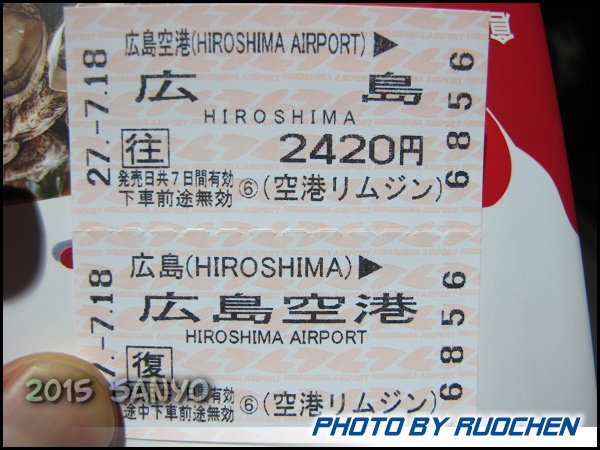 広島空港(HIROSHIMA AIRPORT)▶
広 島
HIROSHIMA
往 2420円
発売日共7日間有効
下車前途無効 ⑥(空港リムジン)
27.-7.18
6856
広島(HIROSHIMA)▶
広島空港
HIROSHIMA AIRPORT
復
間有効
途中下車前途無効 ⑥(空港リムジン)
7.-7.18
6856
2015 SANYO
PHOTO BY RUOCHEN